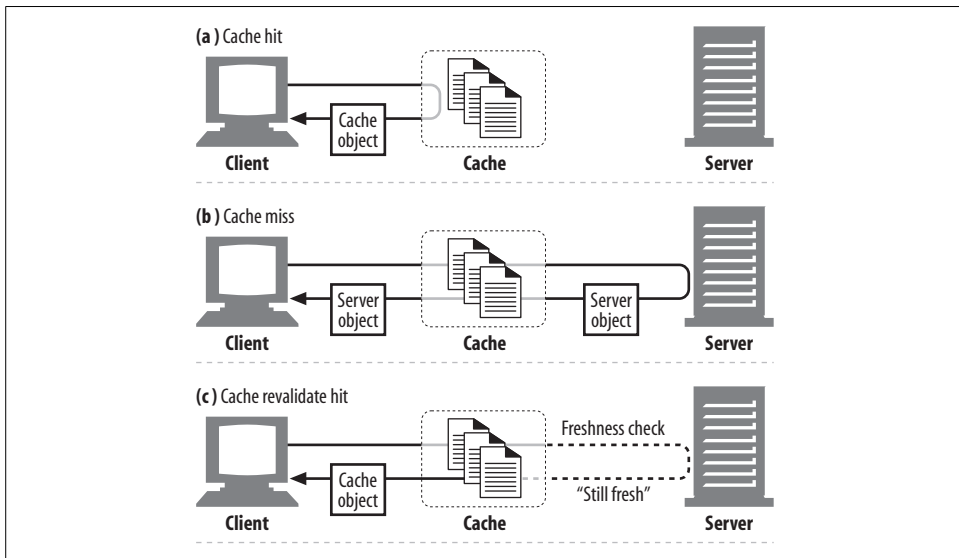 (a) Cache hit
Cache
object
Client
Cache
Server
(b) Cache miss
Server
object
Server
object
Client
Cache
Server
(c) Cache revalidate hit
Freshness check
Cache
object
“Still fresh”
Client
Cache
Server